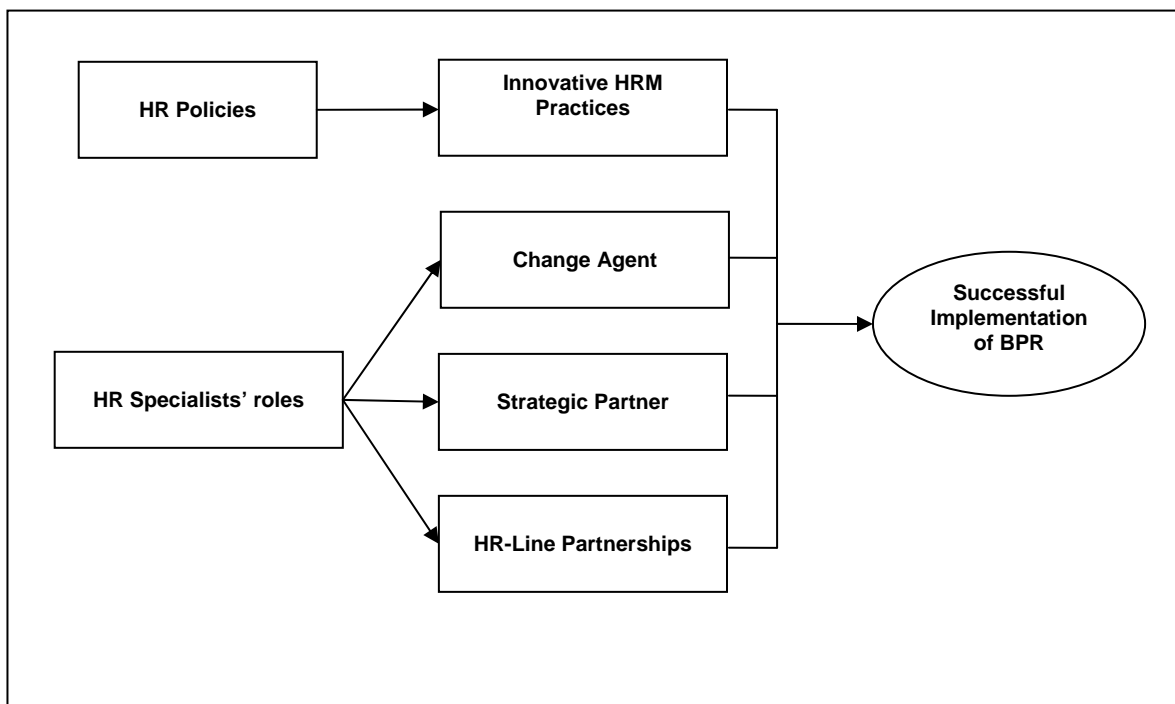 HR Policies
Innovative HRM
Practices
Change Agent
HR Specialists’ roles
Strategic Partner
HR-Line Partnerships
Successful
Implementation
of BPR